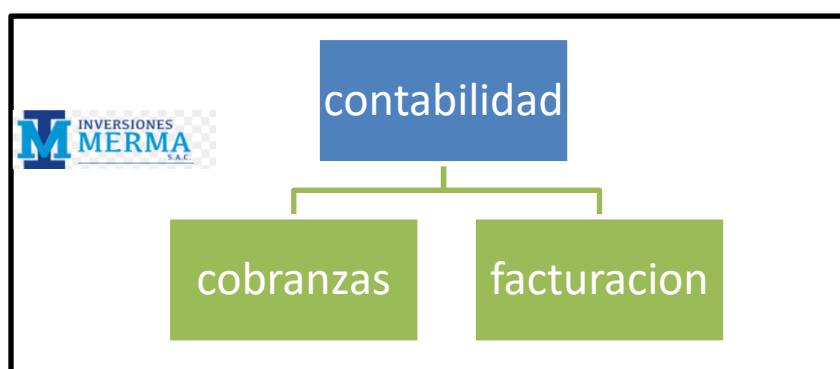 contabilidad
INVERSIONES
MERMA
S.A.C.
cobranzas
facturacion